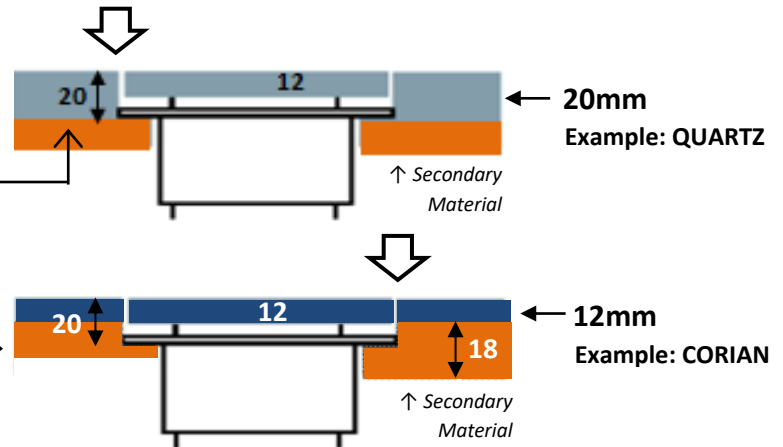 20
12
← 20mm
Example: QUARTZ
↑ Secondary
Material
20
12
← 12mm
18
Example: CORIAN
↑ Secondary
Material